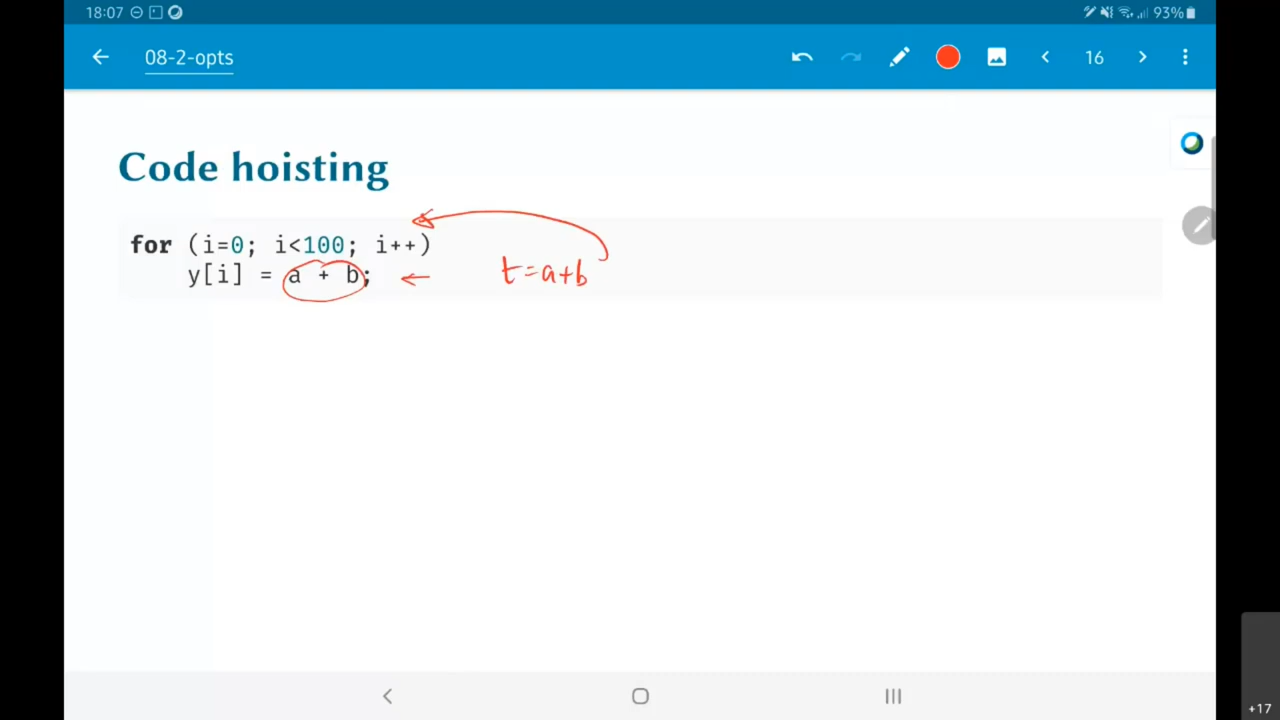 18:07 93%
08-2-opts 16
Code hoisting
for (i=0; i<100; i++)
y[i] = a + b; t=a+b
+17